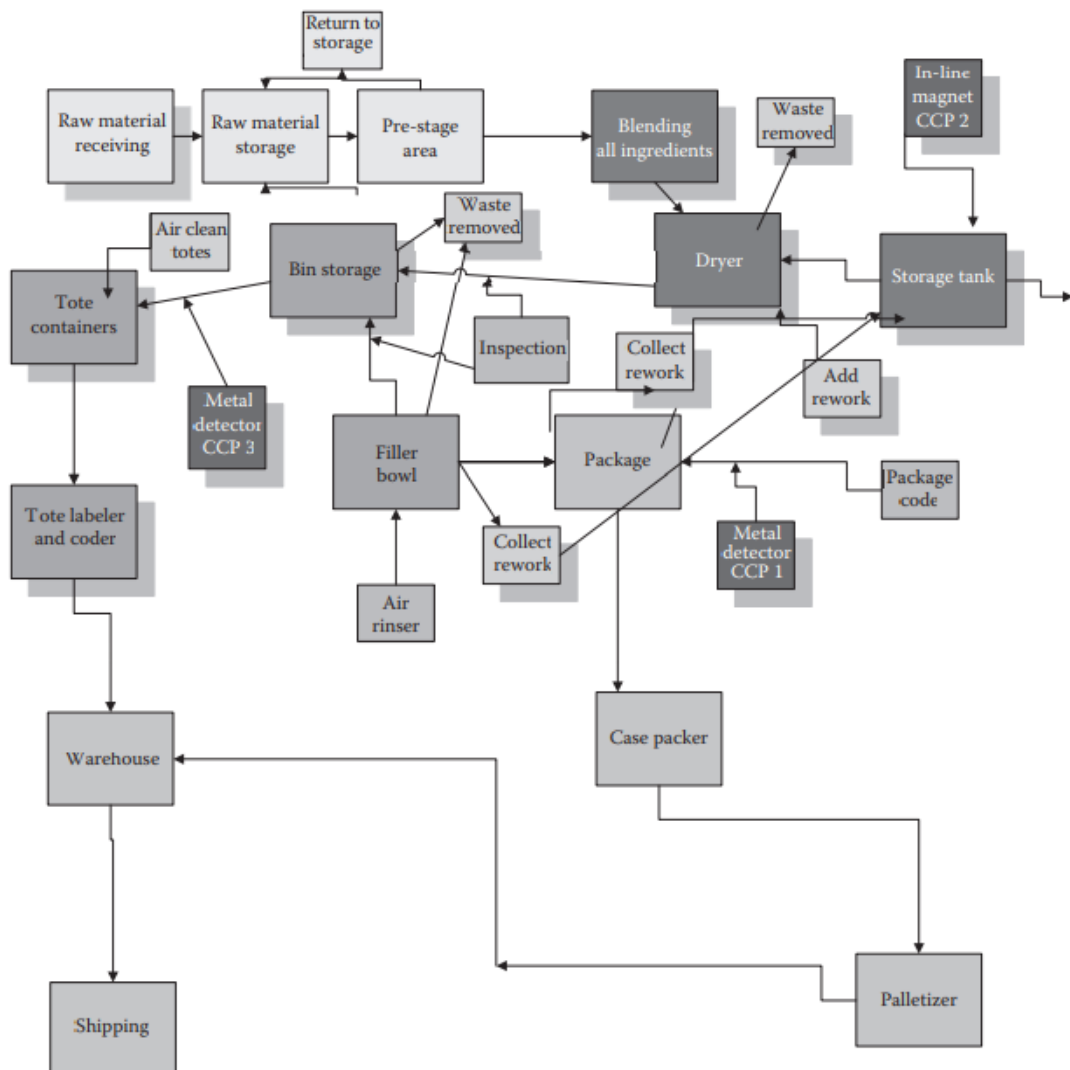 Return to
storage
Raw material
receiving
Raw material
storage
Pre-stage
area
Blending
all ingredients
Waste
removed
In-line
magnet
CCP 2
Air clean
totes
Waste
removed
Tote
containers
Bin storage
Dryer
Storage tank
Inspection
Collect
rework
Add
rework
Metal
detector
CCP 3
Filler
bowl
Package
Package
code
Tote labeler
and coder
Collect
rework
Metal
detector
CCP 1
Air
rinser
Warehouse
Case packer
Shipping
Palletizer